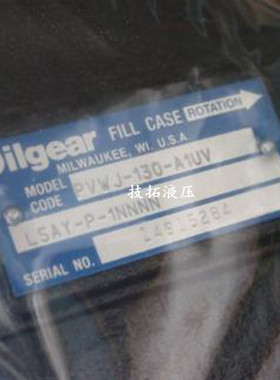 Oilgear FILL CASE ROTATION
MILWAUKEE, WI. U.S.A.
MODEL PVWJ-130-A1UV
CODE
LSAY-P-1NNNN
技拓液压
SERIAL NO.